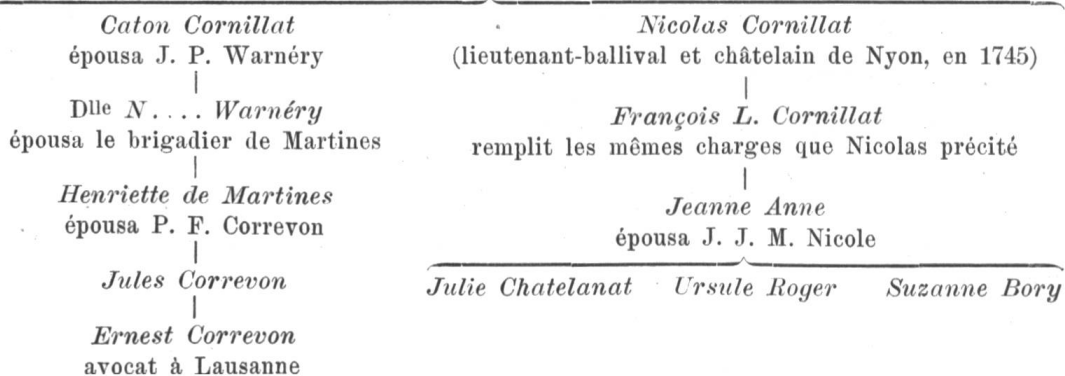 Caton Cornillat
épousa J. P. Warnéry
Dlle N.... Warnéry
épousa le brigadier de Martines
Henriette de Martines
épousa P. F. Correvon
Jules Correvon
Ernest Correvon
avocat à Lausanne
Nicolas Cornillat
(lieutenant-ballival et châtelain de Nyon, en 1745)
François L. Cornillat
remplit les mêmes charges que Nicolas précité
Jeanne Anne
épousa J. J. M. Nicole
Julie Chatelanat Ursule Roger Suzanne Bory